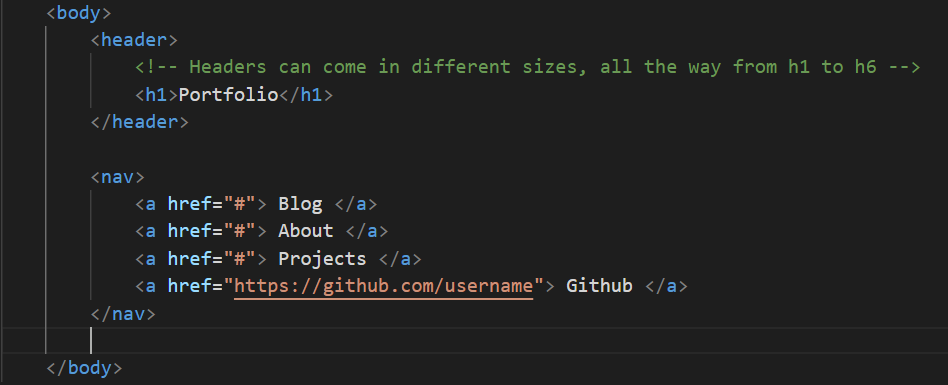 <body>
<header>
<!-- Headers can come in different sizes, all the way from h1 to h6 -->
<h1>Portfolio</h1>
</header>
<nav>
<a href="#"> Blog </a>
<a href="#"> About </a>
<a href="#"> Projects </a>
<a href="https://github.com/username"> Github </a>
</nav>
</body>